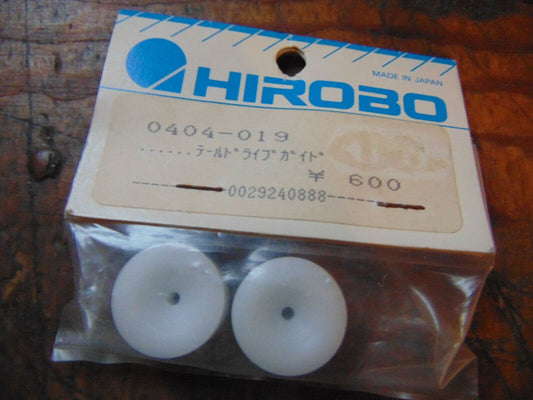 MADE IN JAPAN
HIROBO
0404-019
......テールドライブガイド
¥ 600
-----0029240888-----